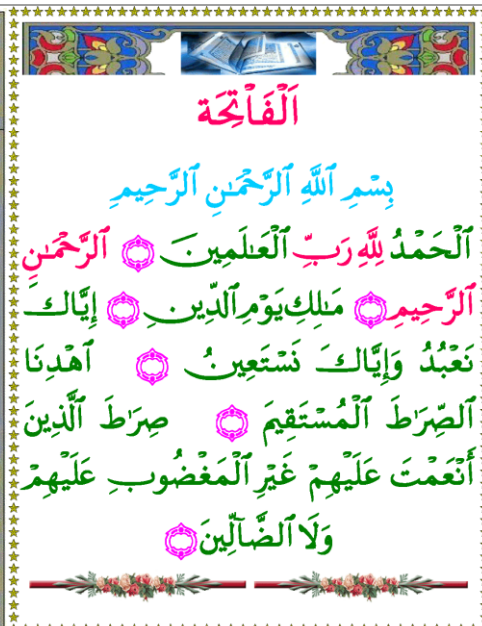 اَلْفَاتِحَة
بِسْمِ ٱللَّهِ ٱلرَّحْمَٰنِ ٱلرَّحِيمِ
ٱلْحَمْدُ لِلَّهِ رَبِّ ٱلْعَٰلَمِينَ ۝ ٱلرَّحْمَٰنِ
ٱلرَّحِيمِ ۝ مَٰلِكِ يَوْمِ ٱلدِّينِ ۝ إِيَّاكَ
نَعْبُدُ وَإِيَّاكَ نَسْتَعِينُ ۝ ٱهْدِنَا
ٱلصِّرَٰطَ ٱلْمُسْتَقِيمَ ۝ صِرَٰطَ ٱلَّذِينَ
أَنْعَمْتَ عَلَيْهِمْ غَيْرِ ٱلْمَغْضُوبِ عَلَيْهِمْ
وَلَا ٱلضَّآلِّينَ ۝